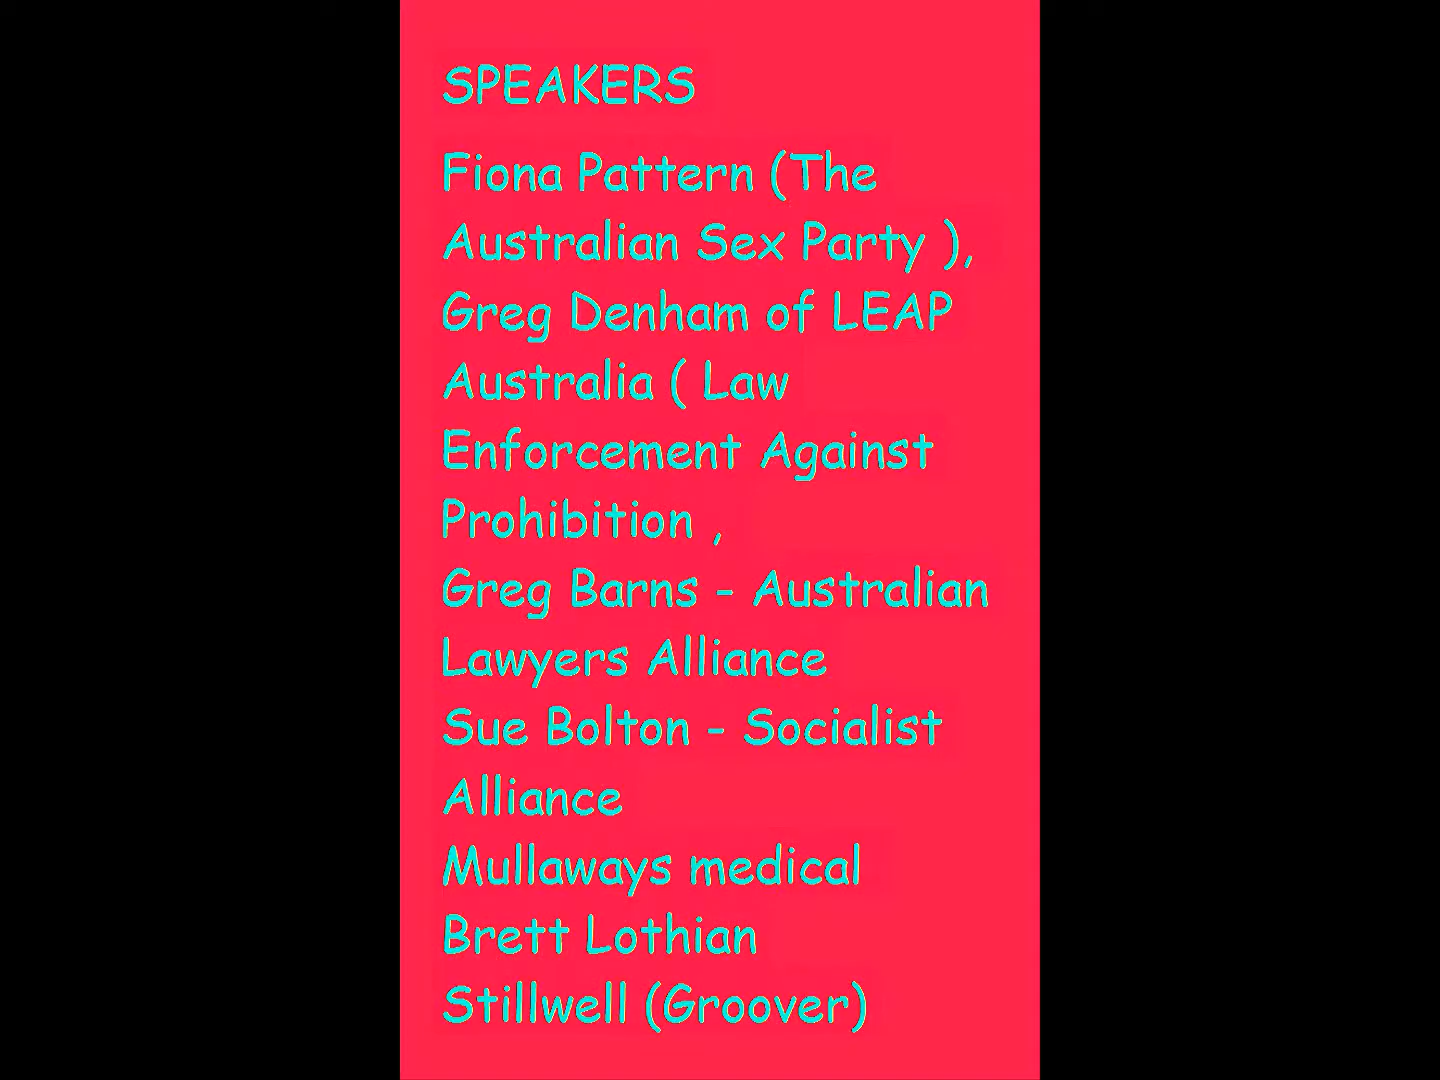 SPEAKERS
Fiona Pattern (The
Australian Sex Party ),
Greg Denham of LEAP
Australia ( Law
Enforcement Against
Prohibition ,
Greg Barns - Australian
Lawyers Alliance
Sue Bolton - Socialist
Alliance
Mullaways medical
Brett Lothian
Stillwell (Groover)